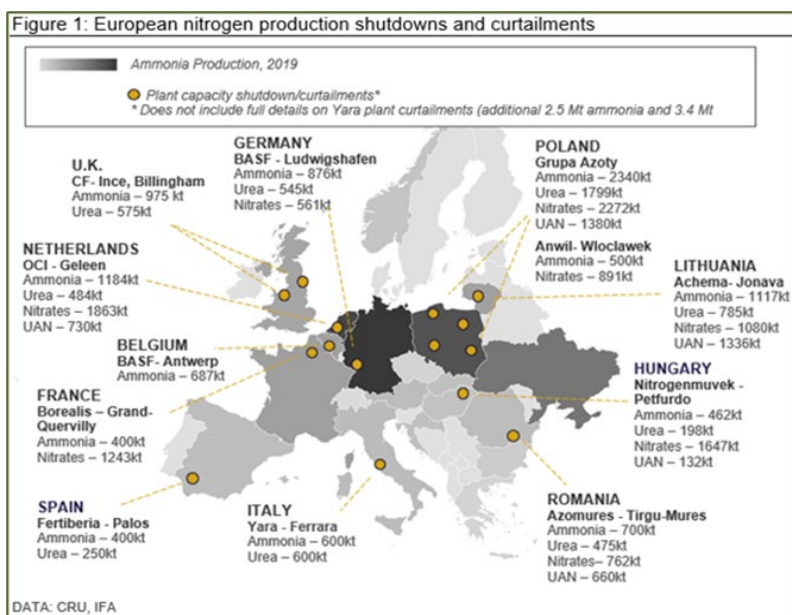 Figure 1: European nitrogen production shutdowns and curtailments
Ammonia Production, 2019
Plant capacity shutdown/curtailments*
* Does not include full details on Yara plant curtailments (additional 2.5 Mt ammonia and 3.4 Mt
GERMANY
BASF - Ludwigshafen
Ammonia – 876kt
Urea – 545kt
Nitrates – 561kt
POLAND
Grupa Azoty
Ammonia – 2340kt
Urea – 1799kt
Nitrates – 2272kt
UAN – 1380kt
Anwil- Wloclawek
Ammonia – 500kt
Nitrates – 891kt
U.K.
CF- Ince, Billingham
Ammonia – 975 kt
Urea – 575kt
NETHERLANDS
OCI - Geleen
Ammonia – 1184kt
Urea – 484kt
Nitrates – 1863kt
UAN – 730kt
LITHUANIA
Achema- Jonava
Ammonia – 1117kt
Urea – 785kt
Nitrates – 1080kt
UAN – 1336kt
BELGIUM
BASF- Antwerp
Ammonia – 687kt
HUNGARY
Nitrogenmuvek -
Petfurdo
Ammonia – 462kt
Urea – 198kt
Nitrates – 1647kt
UAN – 132kt
FRANCE
Borealis – Grand-
Quervilly
Ammonia – 400kt
Nitrates – 1243kt
SPAIN
Fertiberia - Palos
Ammonia – 400kt
Urea – 250kt
ITALY
Yara - Ferrara
Ammonia – 600kt
Urea – 600kt
ROMANIA
Azomures - Tirgu-Mures
Ammonia – 700kt
Urea – 475kt
Nitrates– 762kt
UAN – 660kt
DATA: CRU, IFA